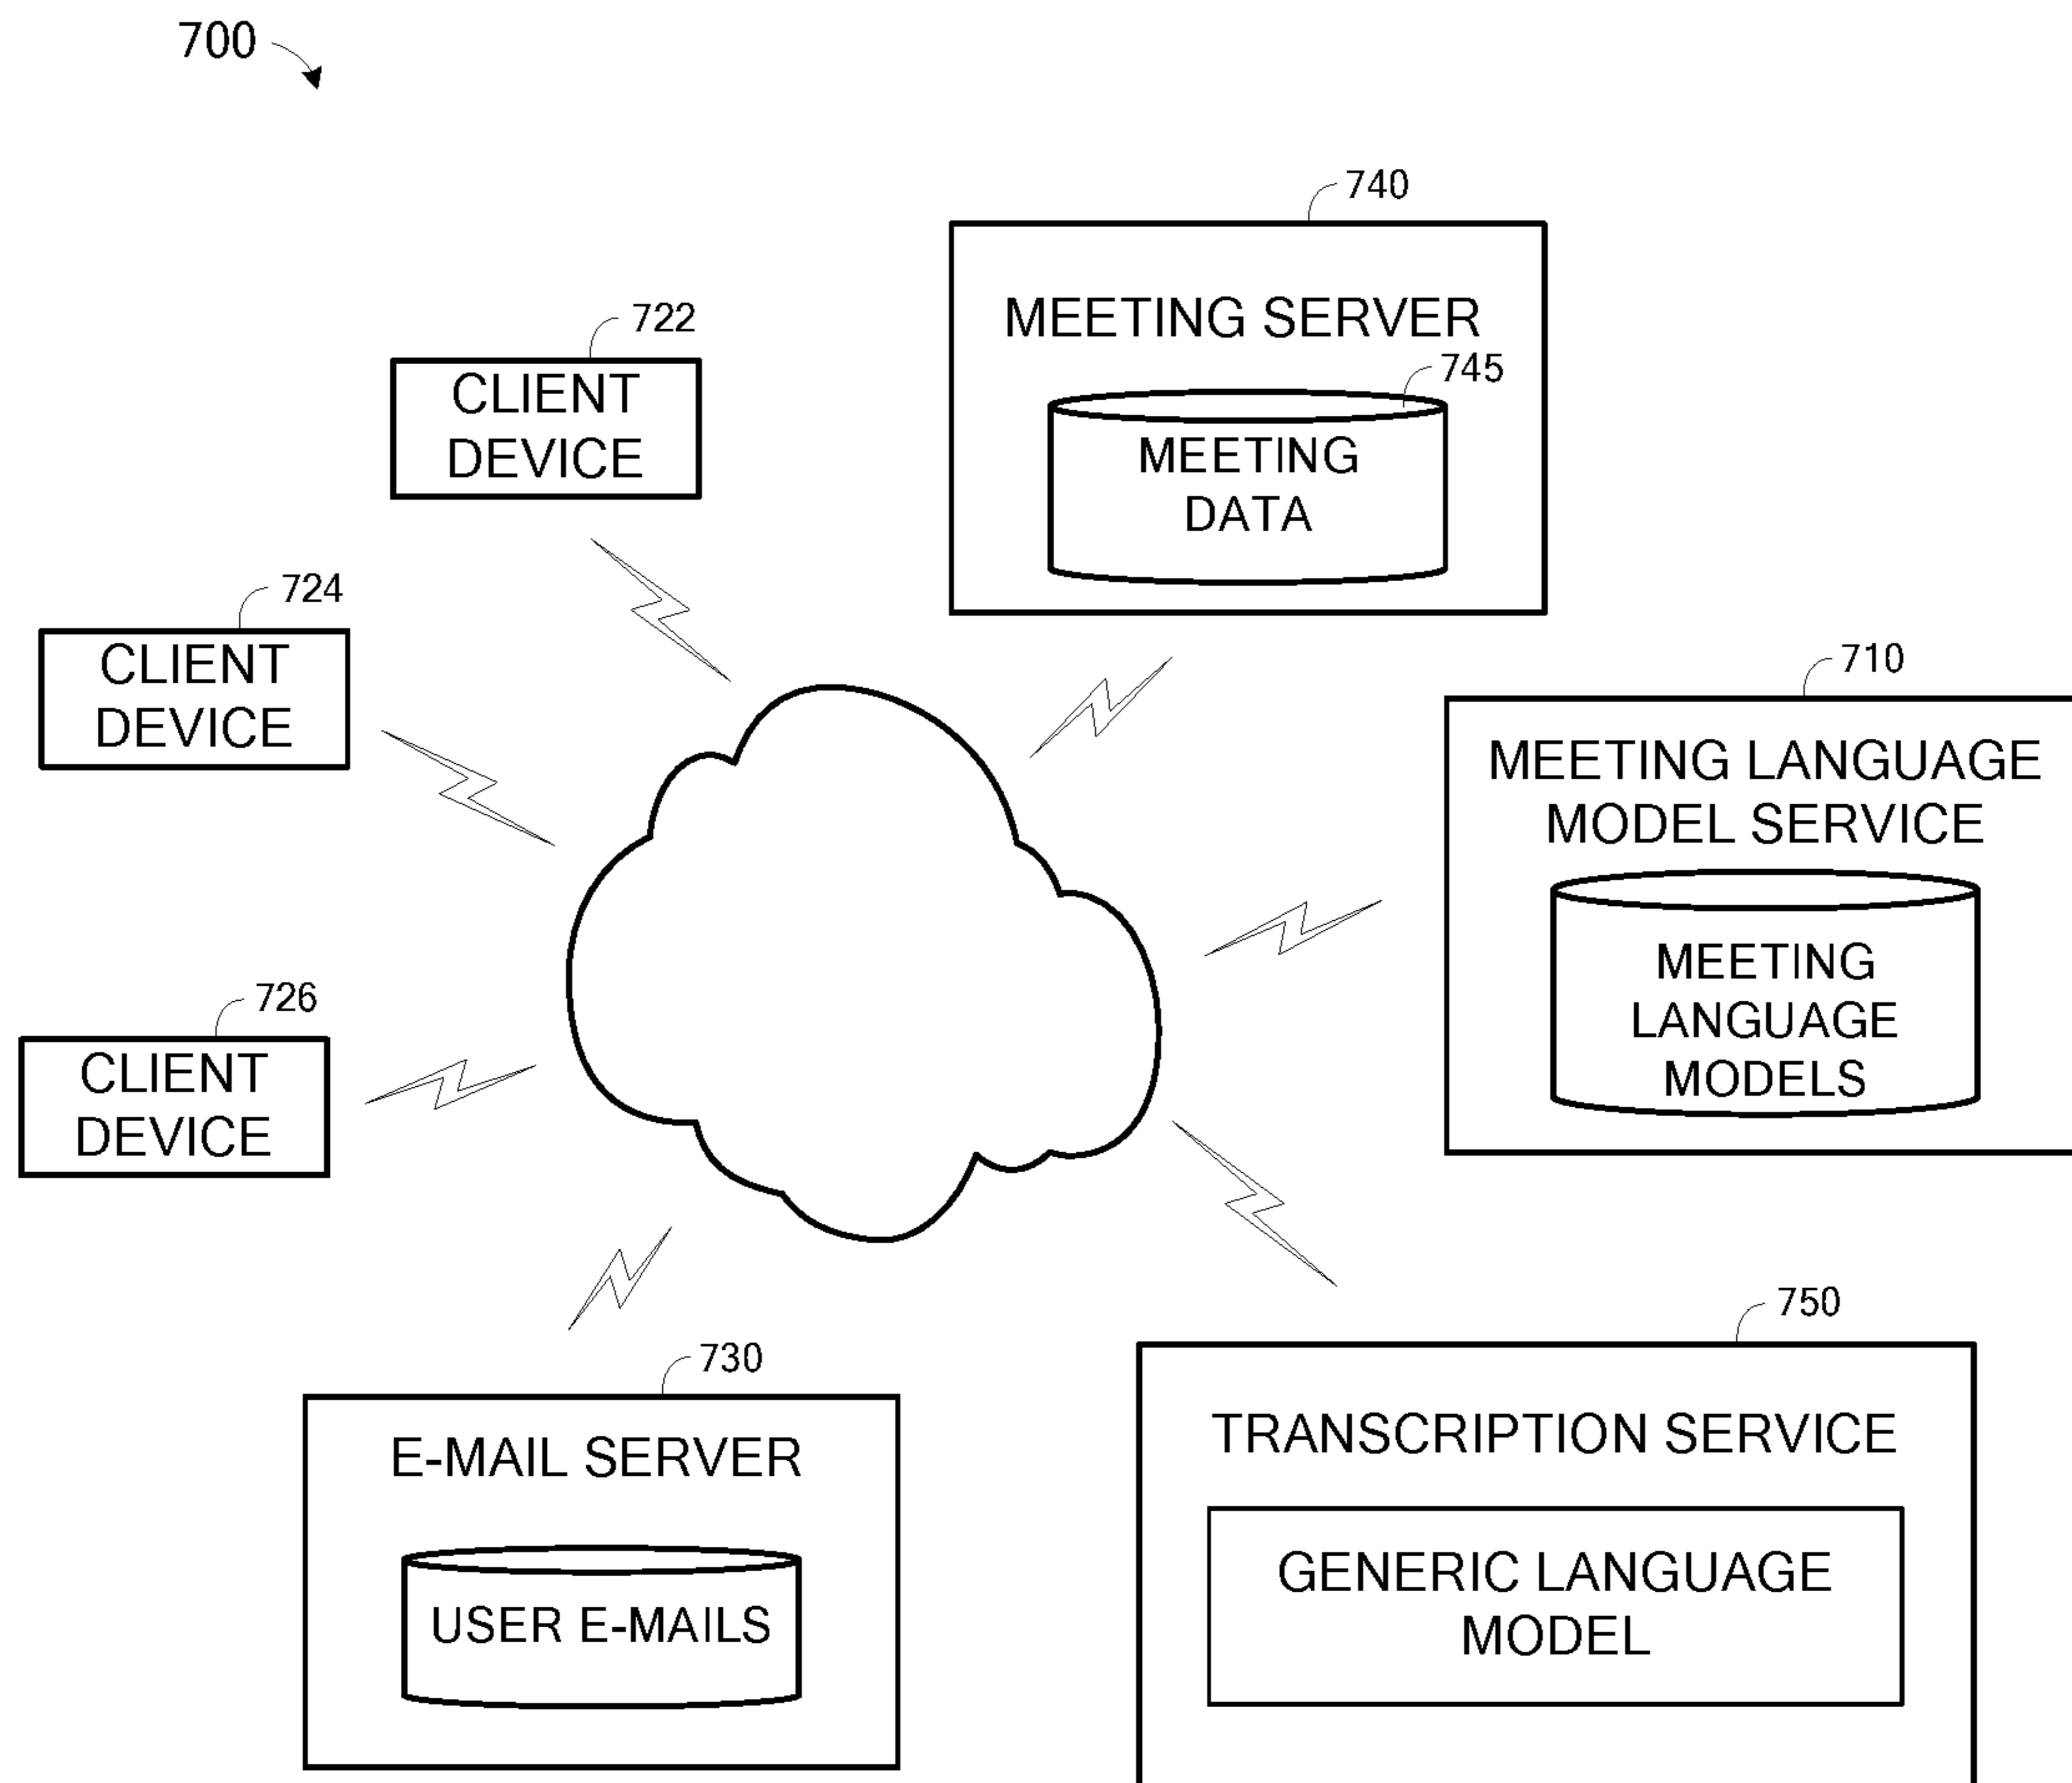 700
740
MEETING SERVER
745
MEETING
DATA
722
CLIENT
DEVICE
724
CLIENT
DEVICE
710
MEETING LANGUAGE
MODEL SERVICE
MEETING
LANGUAGE
MODELS
726
CLIENT
DEVICE
730
E-MAIL SERVER
USER E-MAILS
750
TRANSCRIPTION SERVICE
GENERIC LANGUAGE
MODEL